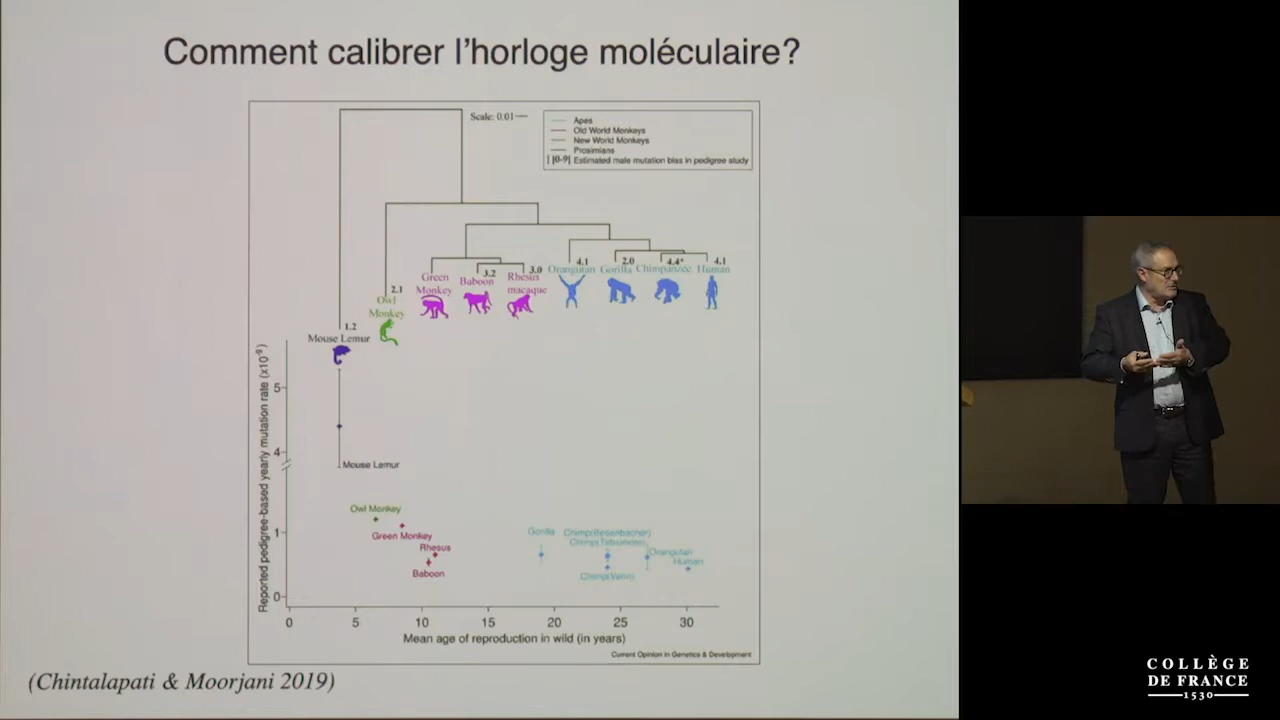 Comment calibrer l'horloge moléculaire?
Scale: 0.01
Apes
Old World Monkeys
New World Monkeys
Prosimians
[0-9] Estimated male mutation bias in pedigree study
4.1
2.0
4.4*
4.1
Orangutan
Gorilla
Chimpanzee
Human
3.2
3.0
Green
Monkey
Baboon
Rhesus
macaque
2.1
Owl
Monkey
1.2
Mouse Lemur
Reported pedigree-based yearly mutation rate (x10⁻⁹)
5
4
1
0
Mouse Lemur
Owl Monkey
Green Monkey
Rhesus
Baboon
Gorilla
Chimp(Besenbacher)
Chimp(Tatsumoto)
Chimp(Venn)
Orangutan
Human
0 5 10 15 20 25 30
Mean age of reproduction in wild (in years)
Current Opinion in Genetics & Development
(Chintalapati & Moorjani 2019)
COLLÈGE
DE FRANCE
1530